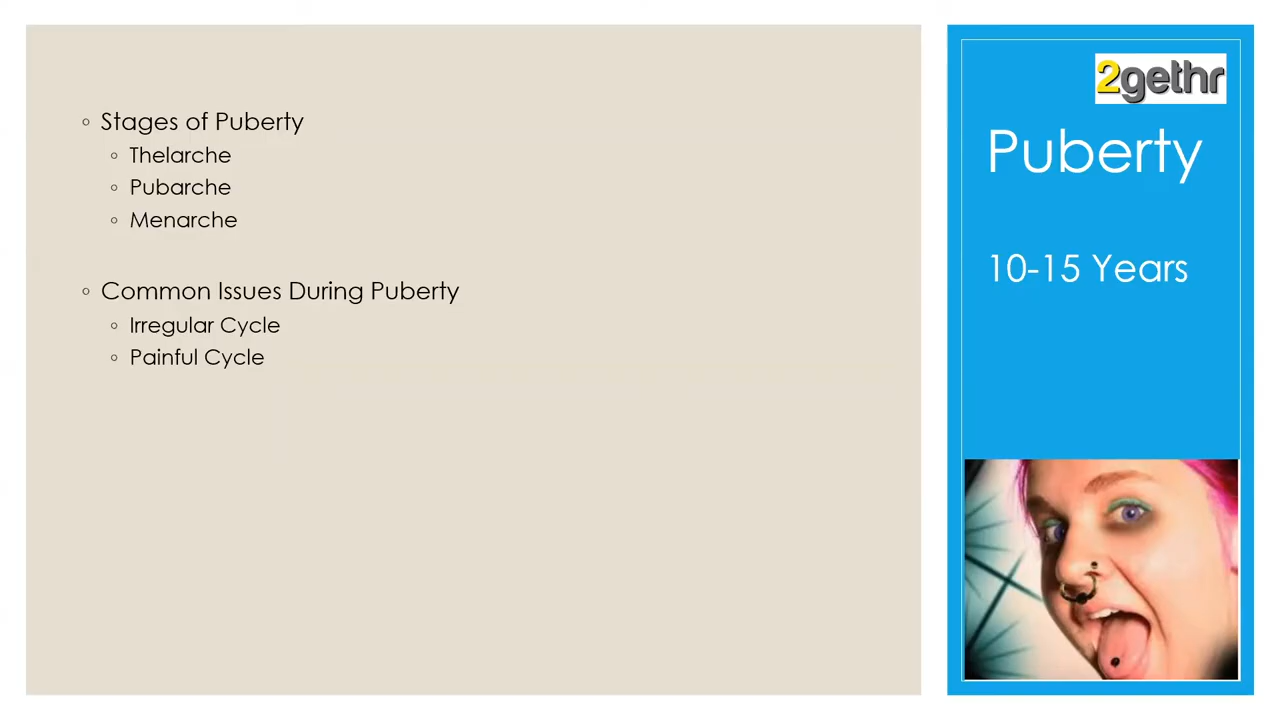 Stages of Puberty
Thelarche
Pubarche
Menarche
Common Issues During Puberty
Irregular Cycle
Painful Cycle
2gethr
Puberty
10-15 Years